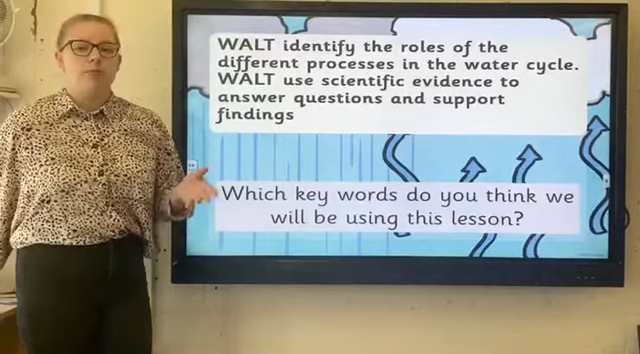 WALT identify the roles of the
different processes in the water cycle.
WALT use scientific evidence to
answer questions and support
findings
Which key words do you think we
will be using this lesson?